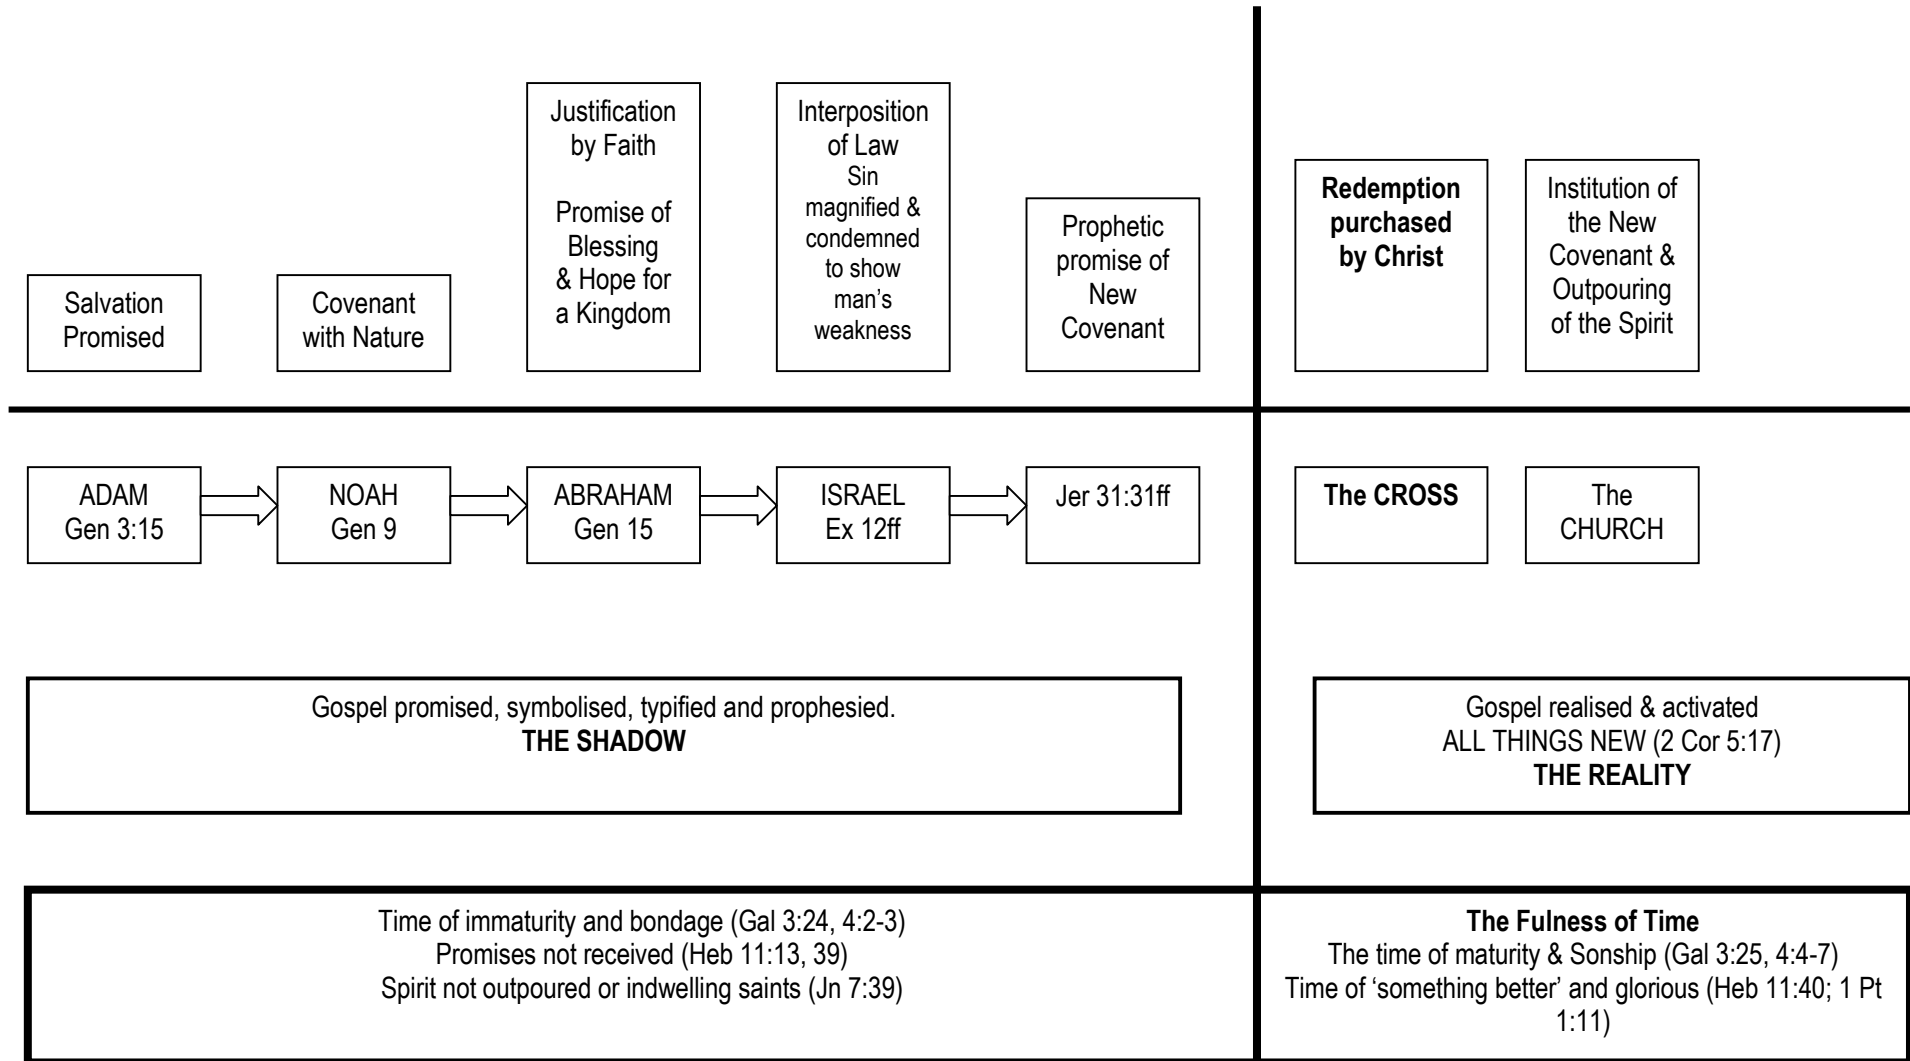 Salvation
Promised
Covenant
with Nature
Justification
by Faith
Promise of
Blessing
& Hope for
a Kingdom
Interposition
of Law
Sin
magnified &
condemned
to show
man's
weakness
Prophetic
promise of
New
Covenant
Redemption
purchased
by Christ
Institution of
the New
Covenant &
Outpouring
of the Spirit
ADAM
Gen 3:15
NOAH
Gen 9
ABRAHAM
Gen 15
ISRAEL
Ex 12ff
Jer 31:31ff
The CROSS
The
CHURCH
Gospel promised, symbolised, typified and prophesied.
THE SHADOW
Gospel realised & activated
ALL THINGS NEW (2 Cor 5:17)
THE REALITY
Time of immaturity and bondage (Gal 3:24, 4:2-3)
Promises not received (Heb 11:13, 39)
Spirit not outpoured or indwelling saints (Jn 7:39)
The Fulness of Time
The time of maturity & Sonship (Gal 3:25, 4:4-7)
Time of 'something better' and glorious (Heb 11:40; 1 Pt
1:11)